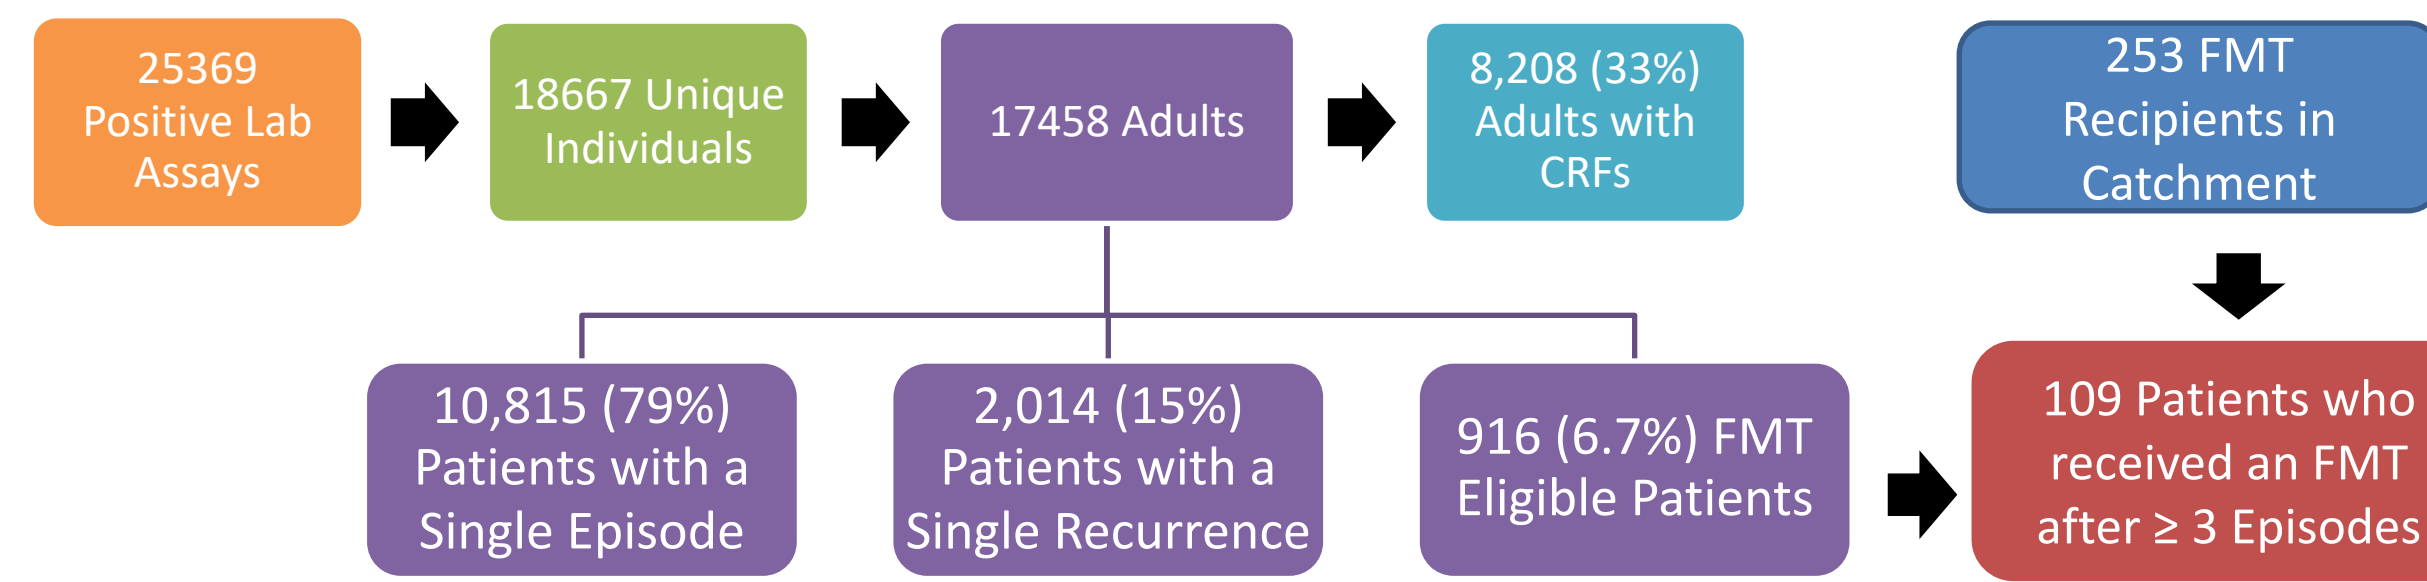 25369
Positive Lab
Assays
18667 Unique
Individuals
17458 Adults
8,208 (33%)
Adults with
CRFs
253 FMT
Recipients in
Catchment
10,815 (79%)
Patients with a
Single Episode
2,014 (15%)
Patients with a
Single Recurrence
916 (6.7%) FMT
Eligible Patients
109 Patients who
received an FMT
after ≥ 3 Episodes